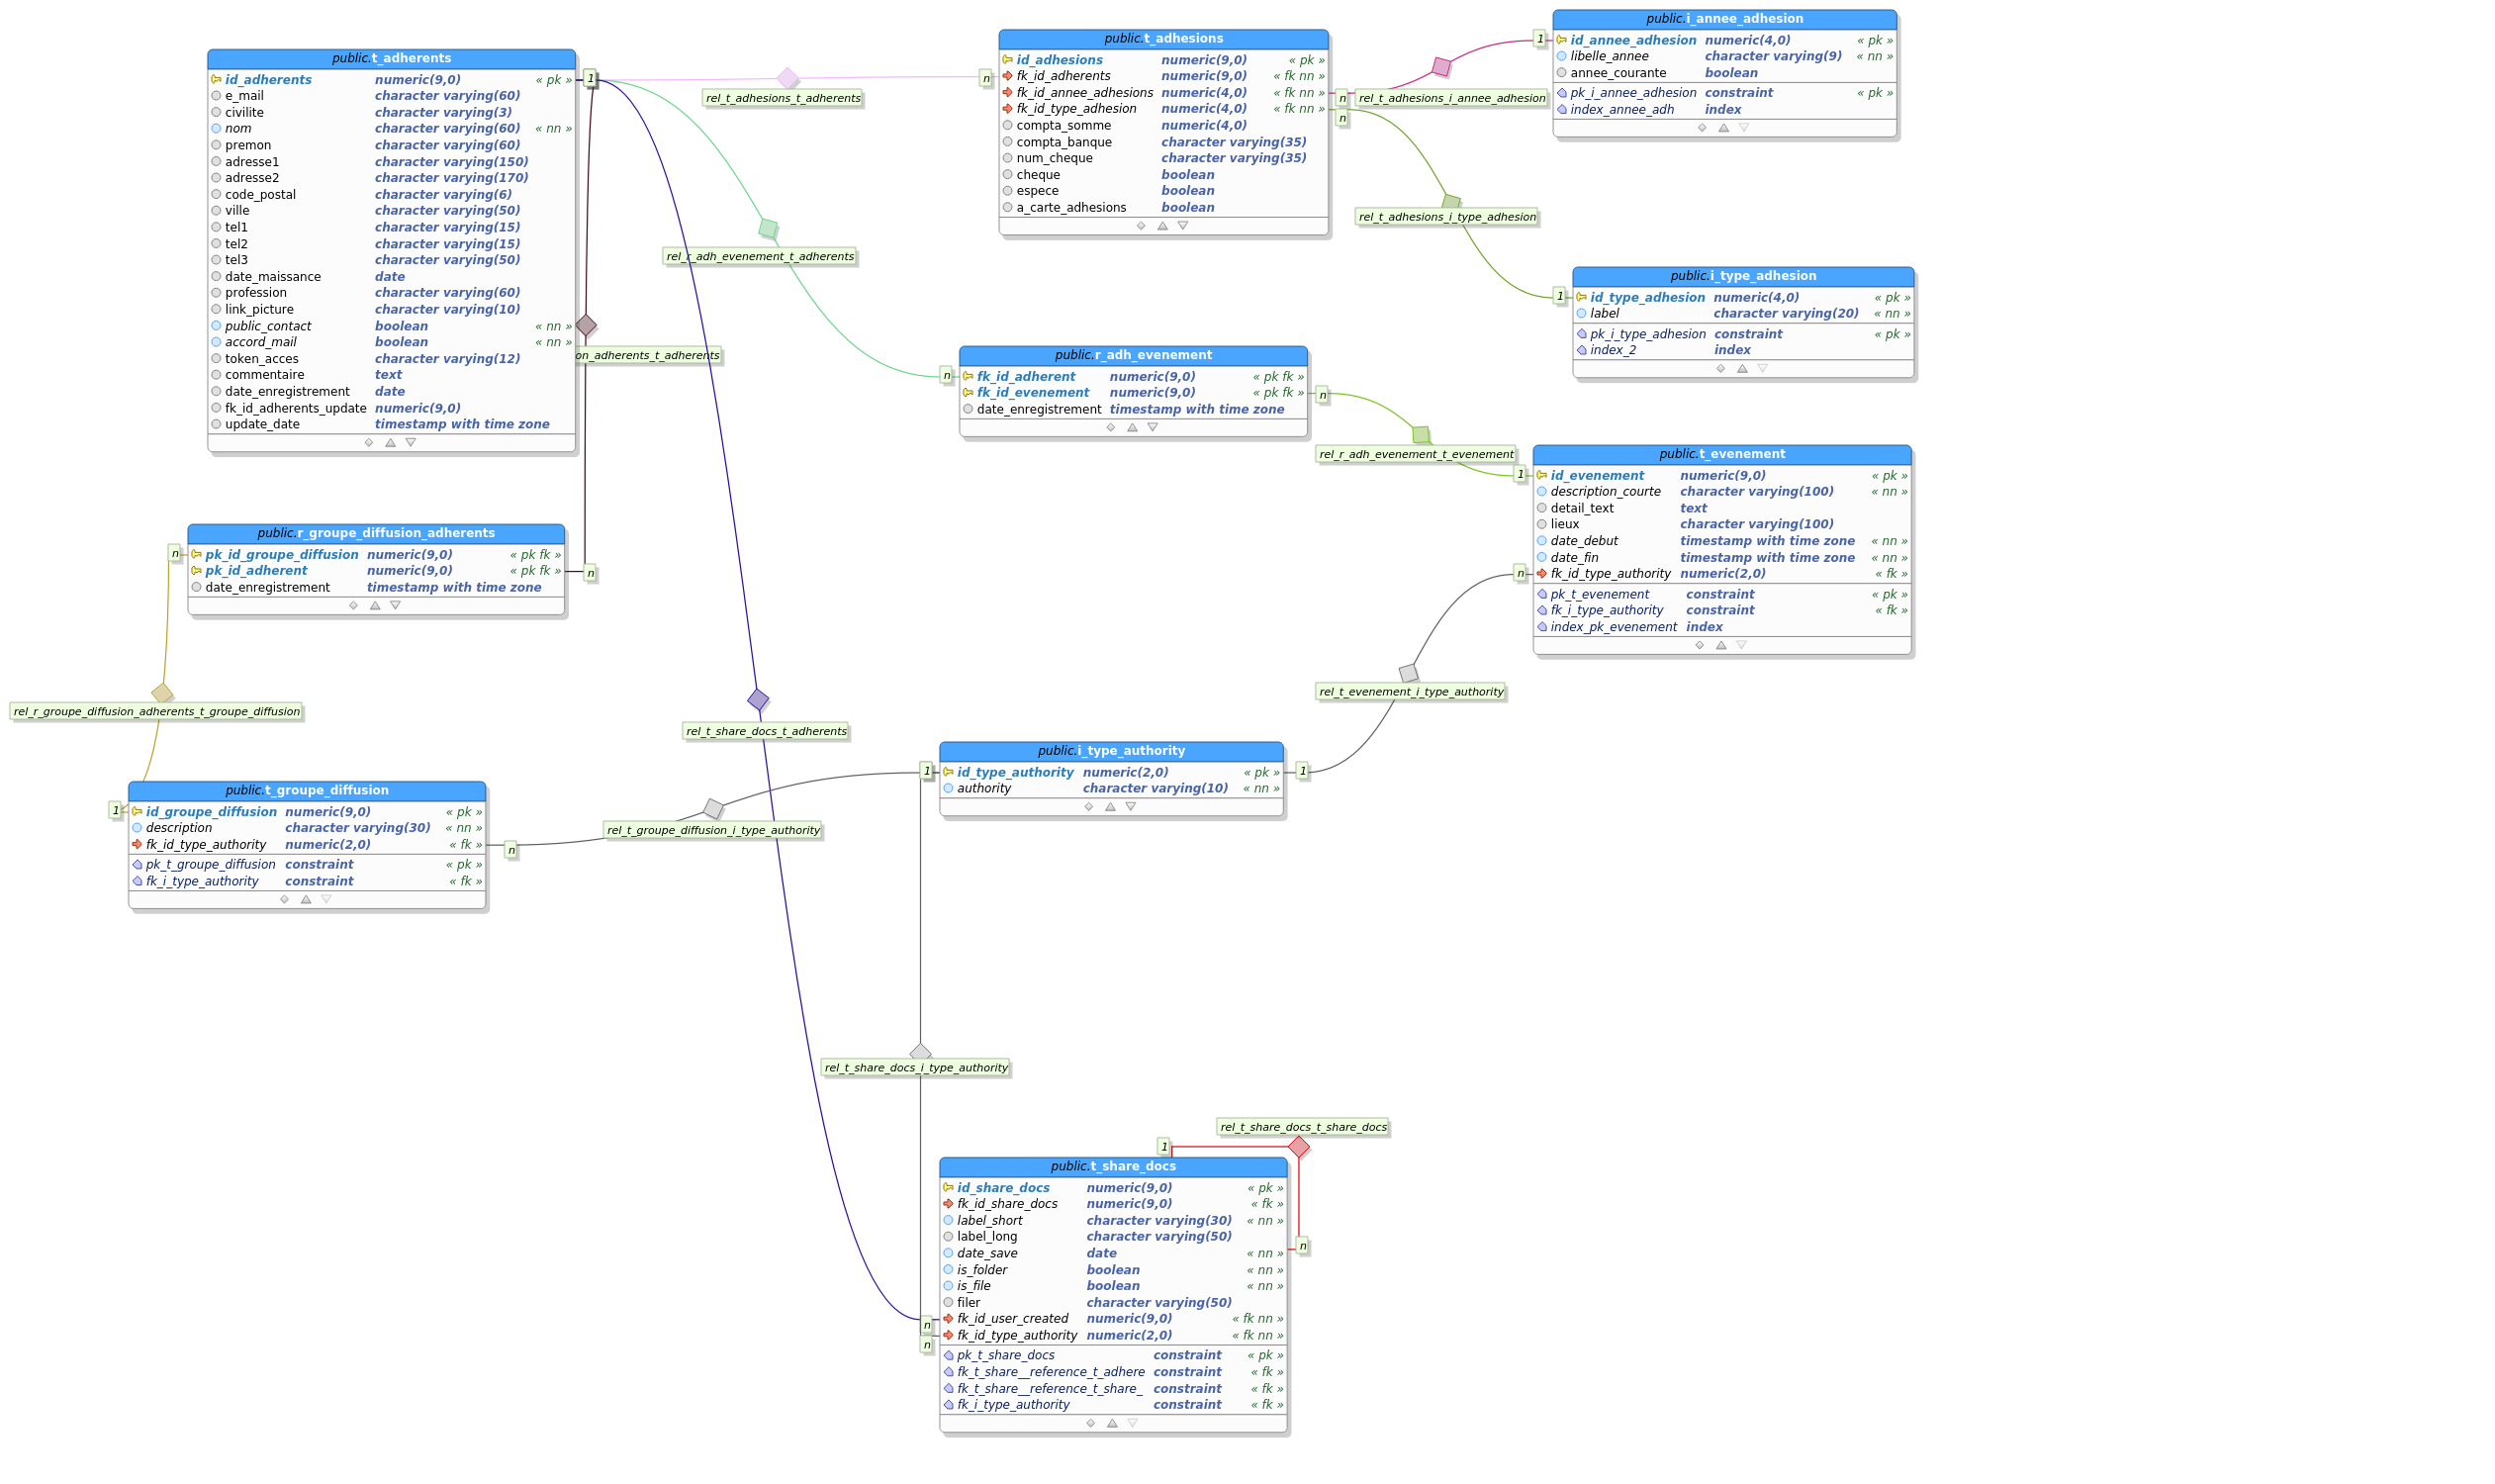 public.t_adherents
id_adherents numeric(9,0) « pk »
e_mail character varying(60)
civilite character varying(3)
nom character varying(60) « nn »
premon character varying(60)
adresse1 character varying(150)
adresse2 character varying(170)
code_postal character varying(6)
ville character varying(50)
tel1 character varying(15)
tel2 character varying(15)
tel3 character varying(50)
date_maissance date
profession character varying(60)
link_picture character varying(10)
public_contact boolean « nn »
accord_mail boolean « nn »
token_acces character varying(12)
commentaire text
date_enregistrement date
fk_id_adherents_update numeric(9,0)
update_date timestamp with time zone
1
rel_t_adhesions_t_adherents
n
public.t_adhesions
id_adhesions numeric(9,0) « pk »
fk_id_adherents numeric(9,0) « fk nn »
fk_id_annee_adhesions numeric(4,0) « fk nn »
fk_id_type_adhesion numeric(4,0) « fk nn »
compta_somme numeric(4,0)
compta_banque character varying(35)
num_cheque character varying(35)
cheque boolean
espece boolean
a_carte_adhesions boolean
n
n
rel_t_adhesions_i_annee_adhesion
1
public.i_annee_adhesion
id_annee_adhesion numeric(4,0) « pk »
libelle_annee character varying(9) « nn »
annee_courante boolean
pk_i_annee_adhesion constraint « pk »
index_annee_adh index
rel_t_adhesions_i_type_adhesion
1
public.i_type_adhesion
id_type_adhesion numeric(4,0) « pk »
label character varying(20) « nn »
pk_i_type_adhesion constraint « pk »
index_2 index
rel_r_adh_evenement_t_adherents
on_adherents_t_adherents
n
public.r_adh_evenement
fk_id_adherent numeric(9,0) « pk fk »
fk_id_evenement numeric(9,0) « pk fk »
date_enregistrement timestamp with time zone
n
rel_r_adh_evenement_t_evenement
1
public.t_evenement
id_evenement numeric(9,0) « pk »
description_courte character varying(100) « nn »
detail_text text
lieux character varying(100)
date_debut timestamp with time zone « nn »
date_fin timestamp with time zone « nn »
fk_id_type_authority numeric(2,0) « fk »
pk_t_evenement constraint « pk »
fk_i_type_authority constraint « fk »
index_pk_evenement index
n
n
public.r_groupe_diffusion_adherents
pk_id_groupe_diffusion numeric(9,0) « pk fk »
pk_id_adherent numeric(9,0) « pk fk »
date_enregistrement timestamp with time zone
n
rel_r_groupe_diffusion_adherents_t_groupe_diffusion
rel_t_share_docs_t_adherents
rel_t_evenement_i_type_authority
1
public.t_groupe_diffusion
id_groupe_diffusion numeric(9,0) « pk »
description character varying(30) « nn »
fk_id_type_authority numeric(2,0) « fk »
pk_t_groupe_diffusion constraint « pk »
fk_i_type_authority constraint « fk »
n
rel_t_groupe_diffusion_i_type_authority
1
public.i_type_authority
id_type_authority numeric(2,0) « pk »
authority character varying(10) « nn »
1
rel_t_share_docs_i_type_authority
rel_t_share_docs_t_share_docs
1
public.t_share_docs
id_share_docs numeric(9,0) « pk »
fk_id_share_docs numeric(9,0) « fk »
label_short character varying(30) « nn »
label_long character varying(50)
date_save date « nn »
is_folder boolean « nn »
is_file boolean « nn »
filer character varying(50)
fk_id_user_created numeric(9,0) « fk nn »
fk_id_type_authority numeric(2,0) « fk nn »
pk_t_share_docs constraint « pk »
fk_t_share__reference_t_adhere constraint « fk »
fk_t_share__reference_t_share_ constraint « fk »
fk_i_type_authority constraint « fk »
n
n
n